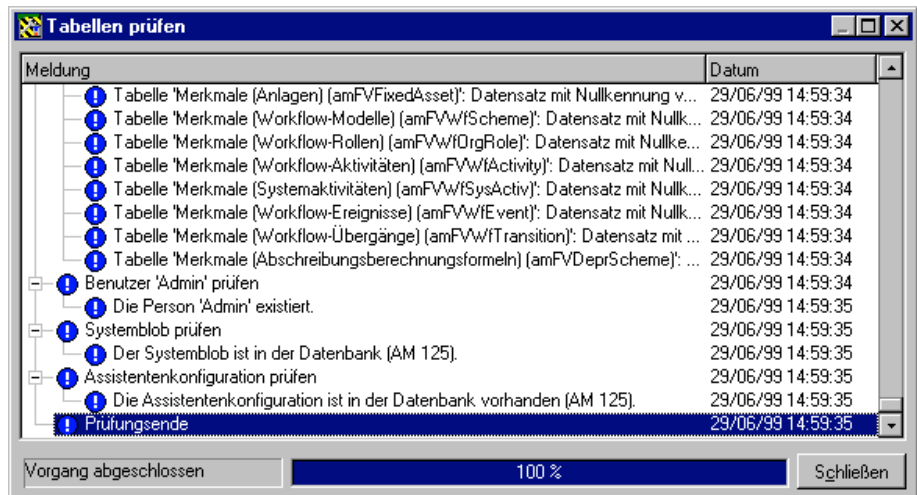 Tabellen prüfen
Meldung Datum
Tabelle 'Merkmale (Anlagen) (amFVFixedAsset)': Datensatz mit Nullkennung v... 29/06/99 14:59:34
Tabelle 'Merkmale (Workflow-Modelle) (amFVWfScheme)': Datensatz mit Nullk... 29/06/99 14:59:34
Tabelle 'Merkmale (Workflow-Rollen) (amFVWfOrgRole)': Datensatz mit Nullke... 29/06/99 14:59:34
Tabelle 'Merkmale (Workflow-Aktivitäten) (amFVWfActivity)': Datensatz mit Null... 29/06/99 14:59:34
Tabelle 'Merkmale (Systemaktivitäten) (amFVWfSysActiv)': Datensatz mit Nullk... 29/06/99 14:59:34
Tabelle 'Merkmale (Workflow-Ereignisse) (amFVWfEvent)': Datensatz mit Nullk... 29/06/99 14:59:34
Tabelle 'Merkmale (Workflow-Übergänge) (amFVWfTransition)': Datensatz mit ... 29/06/99 14:59:34
Tabelle 'Merkmale (Abschreibungsberechnungsformeln) (amFVDeprScheme)': ... 29/06/99 14:59:34
Benutzer 'Admin' prüfen 29/06/99 14:59:34
Die Person 'Admin' existiert. 29/06/99 14:59:35
Systemblob prüfen 29/06/99 14:59:35
Der Systemblob ist in der Datenbank (AM 125). 29/06/99 14:59:35
Assistentenkonfiguration prüfen 29/06/99 14:59:35
Die Assistentenkonfiguration ist in der Datenbank vorhanden (AM 125). 29/06/99 14:59:35
Prüfungsende 29/06/99 14:59:35
Vorgang abgeschlossen 100 % Schließen